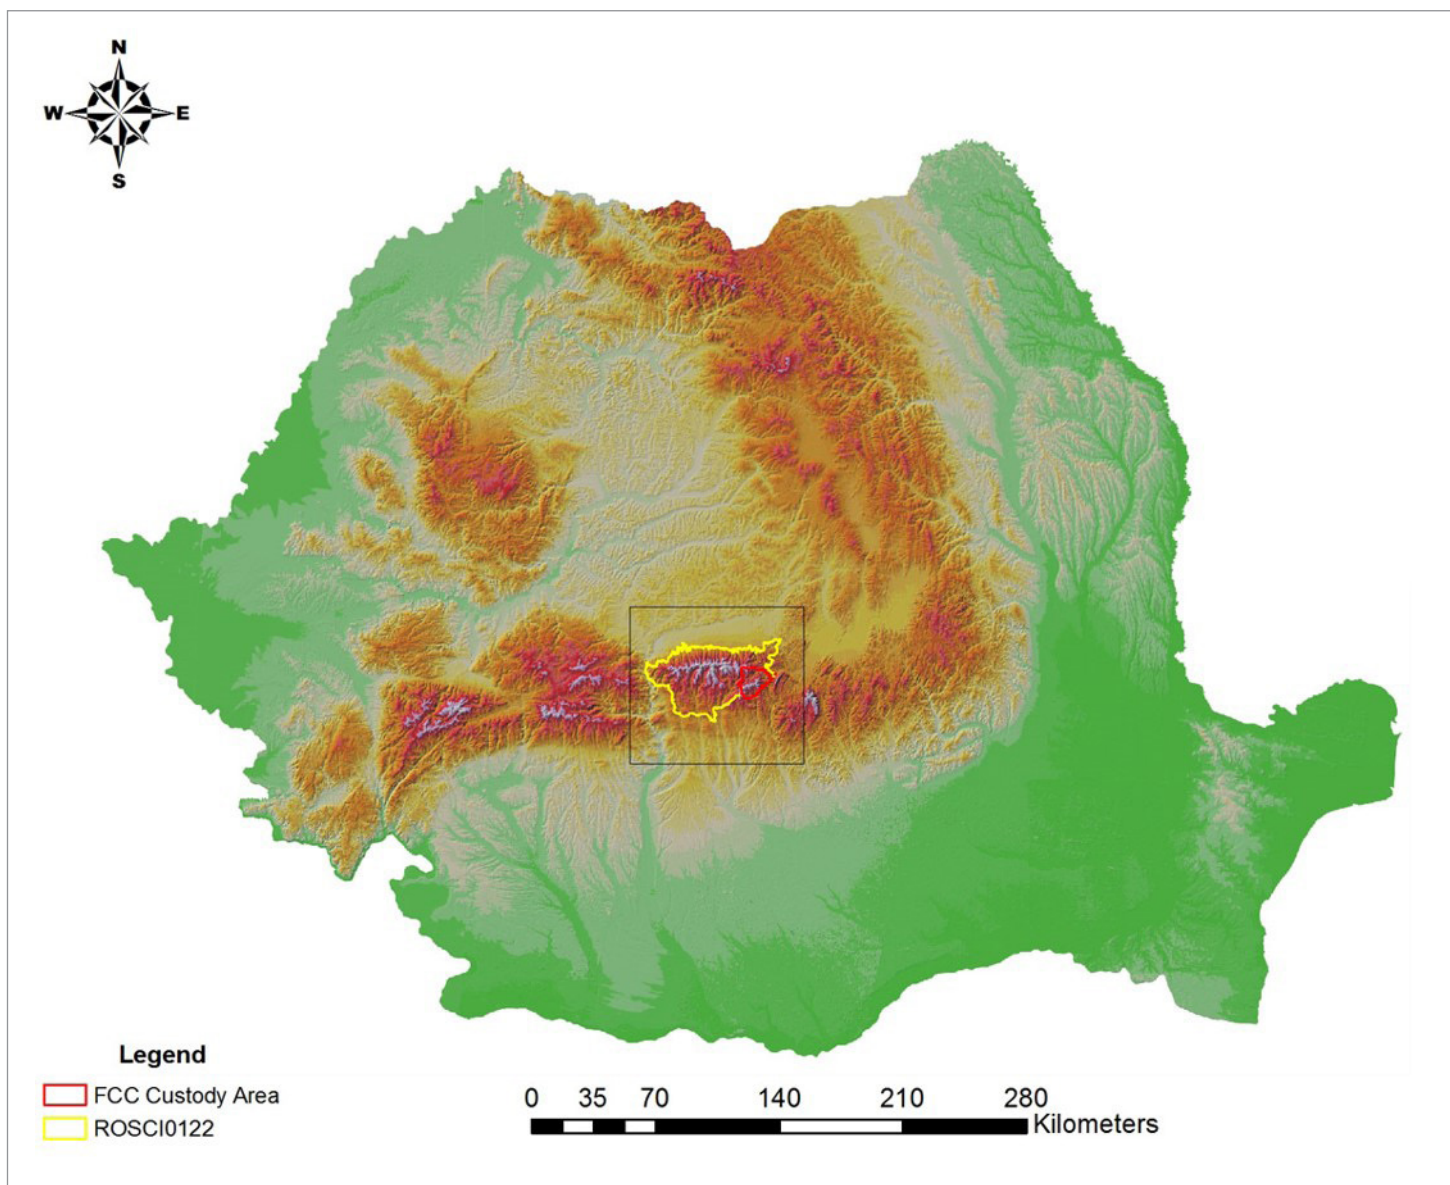 N
W E
S
Legend
FCC Custody Area
ROSCI0122
0 35 70 140 210 280
Kilometers